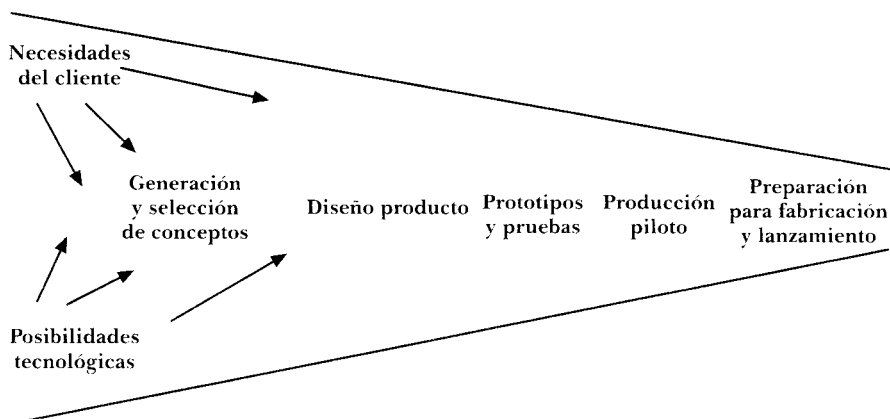 Necesidades
del cliente
Generación
y selección
de conceptos
Diseño producto
Prototipos
y pruebas
Producción
piloto
Preparación
para fabricación
y lanzamiento
Posibilidades
tecnológicas